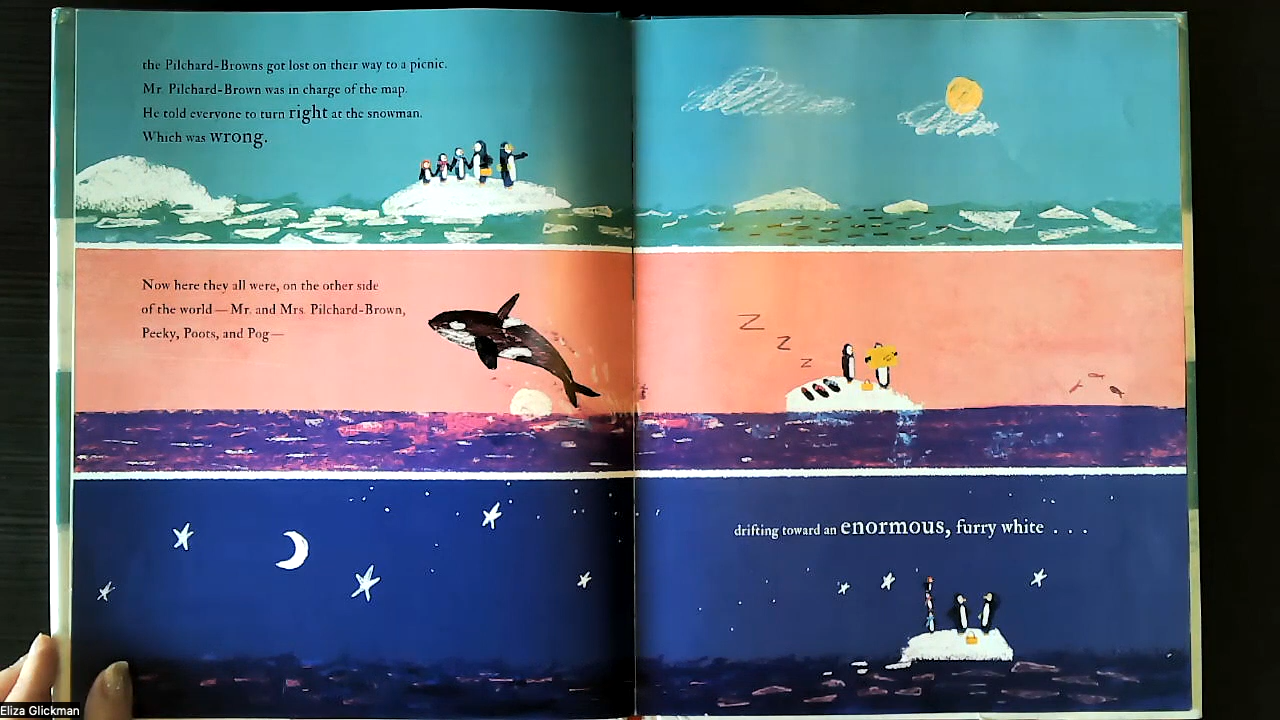 the Pilchard-Browns got lost on their way to a picnic.
Mr. Pilchard-Brown was in charge of the map.
He told everyone to turn right at the snowman.
Which was wrong.
Now here they all were, on the other side
of the world — Mr. and Mrs. Pilchard-Brown,
Peeky, Poots, and Pog —
Z
Z
Z
drifting toward an enormous, furry white . . .
Eliza Glickman